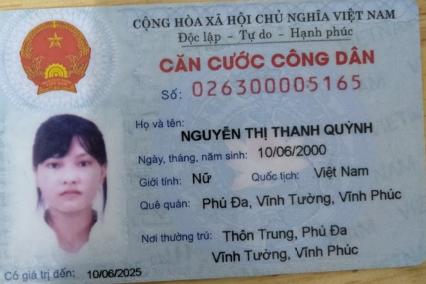 CỘNG HÒA XÃ HỘI CHỦ NGHĨA VIỆT NAM
Độc lập - Tự do - Hạnh phúc
CĂN CƯỚC CÔNG DÂN
Số: 026300005165
Họ và tên:
NGUYỄN THỊ THANH QUỲNH
Ngày, tháng, năm sinh: 10/06/2000
Giới tính: Nữ Quốc tịch: Việt Nam
Quê quán: Phú Đa, Vĩnh Tường, Vĩnh Phúc
Nơi thường trú: Thôn Trung, Phú Đa
Vĩnh Tường, Vĩnh Phúc
Có giá trị đến: 10/06/2025